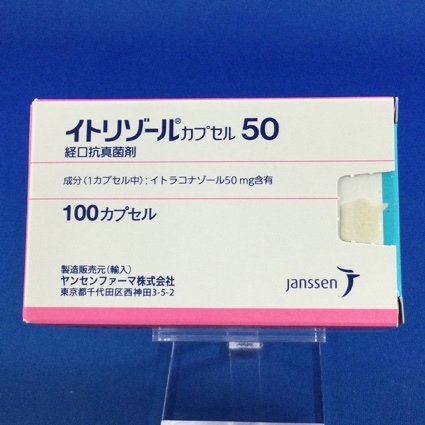 イトリゾール®カプセル 50
経口抗真菌剤
成分(1カプセル中):イトラコナゾール50 mg含有
100カプセル
製造販売元(輸入)
ヤンセンファーマ株式会社
東京都千代田区西神田3-5-2
janssen